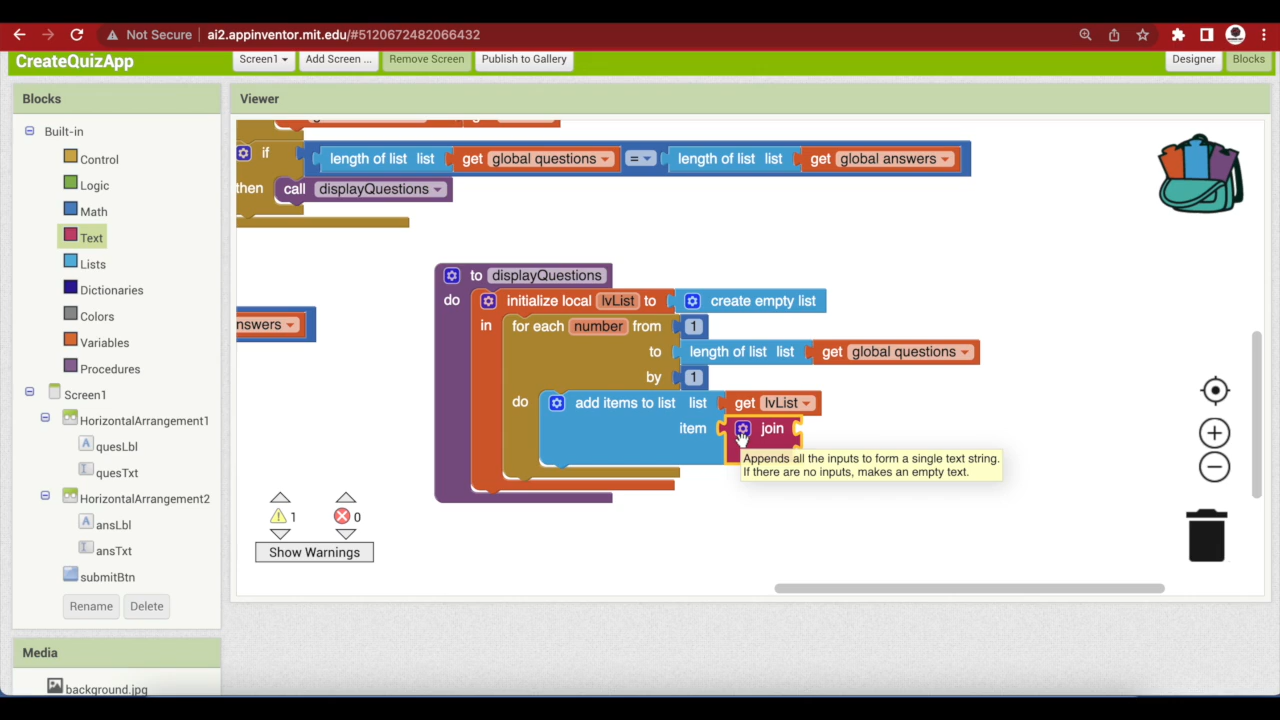 Not Secure ai2.appinventor.mit.edu/#5120672482066432
CreateQuizApp
Screen1
Add Screen ...
Remove Screen
Publish to Gallery
Designer
Blocks
Blocks
Built-in
Control
Logic
Math
Text
Lists
Dictionaries
Colors
Variables
Procedures
Screen1
HorizontalArrangement1
quesLbl
quesTxt
HorizontalArrangement2
ansLbl
ansTxt
submitBtn
Rename
Delete
Media
background.jpg
Viewer
if length of list list get global questions = length of list list get global answers
then call displayQuestions
nswers
to displayQuestions
do initialize local lvList to create empty list
in for each number from 1
to length of list list get global questions
by 1
do add items to list list get lvList
item join
Appends all the inputs to form a single text string.
If there are no inputs, makes an empty text.
1 0
Show Warnings